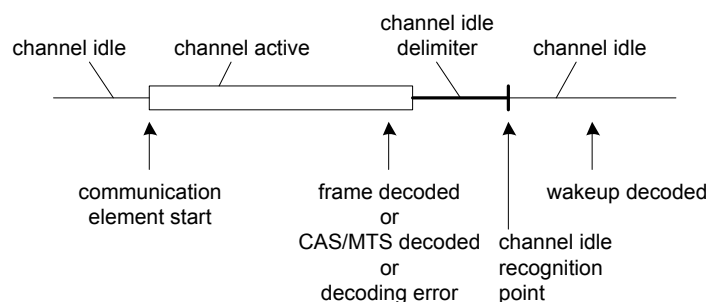 channel idle
channel active
channel idle
delimiter
channel idle
communication
element start
frame decoded
or
CAS/MTS decoded
or
decoding error
channel idle
recognition
point
wakeup decoded